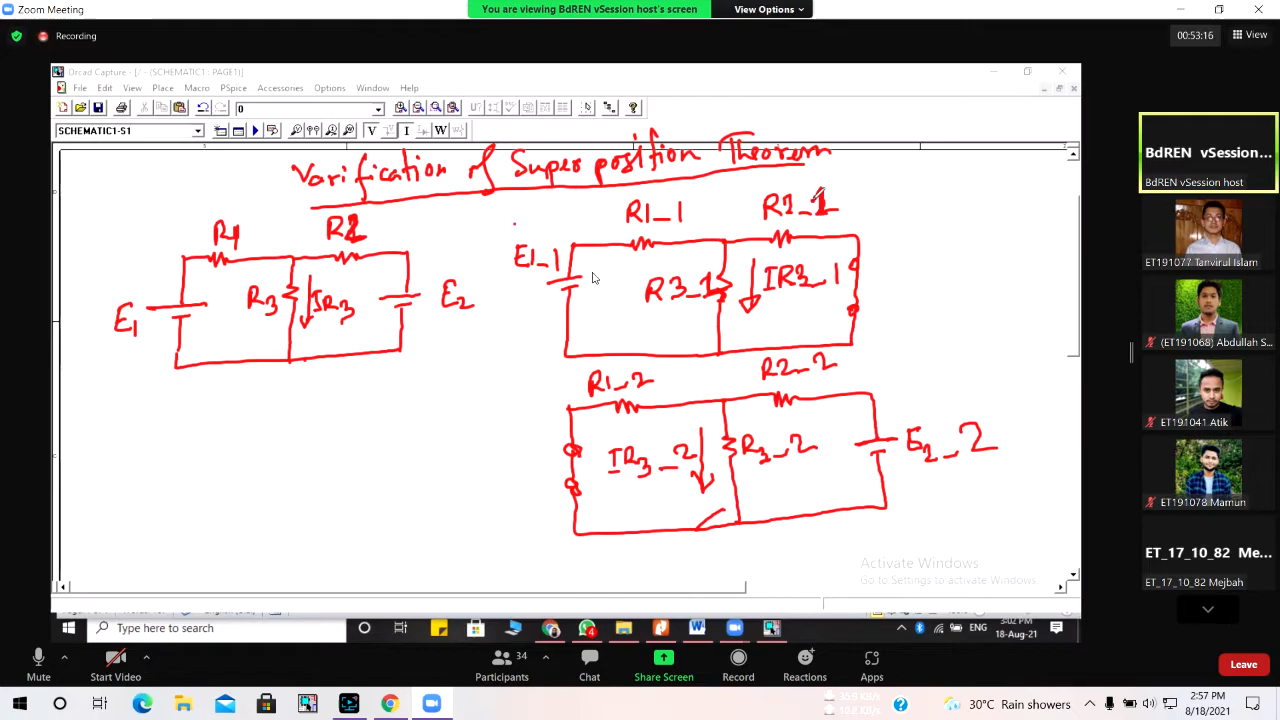 Zoom Meeting
You are viewing BdREN vSession host's screen
View Options
Recording
00:53:16
View
Orcad Capture - [/ - (SCHEMATIC1 : PAGE1)]
File Edit View Place Macro PSpice Accessories Options Window Help
0
SCHEMATIC1-S1
V I W
Varification of Superposition Theorem
R1
R2
E1
R3
IR3
E2
R1_1
R2_1
E1_1
R3_1
IR3_1
R1_2
R2_2
IR3_2
R3_2
E2_2
Activate Windows
Go to Settings to activate Windows.
BdREN vSession...
BdREN vSession host
ET191077 Tanvirul Islam
(ET191068) Abdullah S...
ET191041 Atik
ET191078 Mamun
ET_17_10_82 Me...
ET_17_10_82 Mejbah
Type here to search
4
ENG
3:02 PM
18-Aug-21
Mute
Start Video
34
Participants
Chat
Share Screen
Record
Reactions
Apps
Leave
30°C Rain showers
2:57 PM
8/18/2021